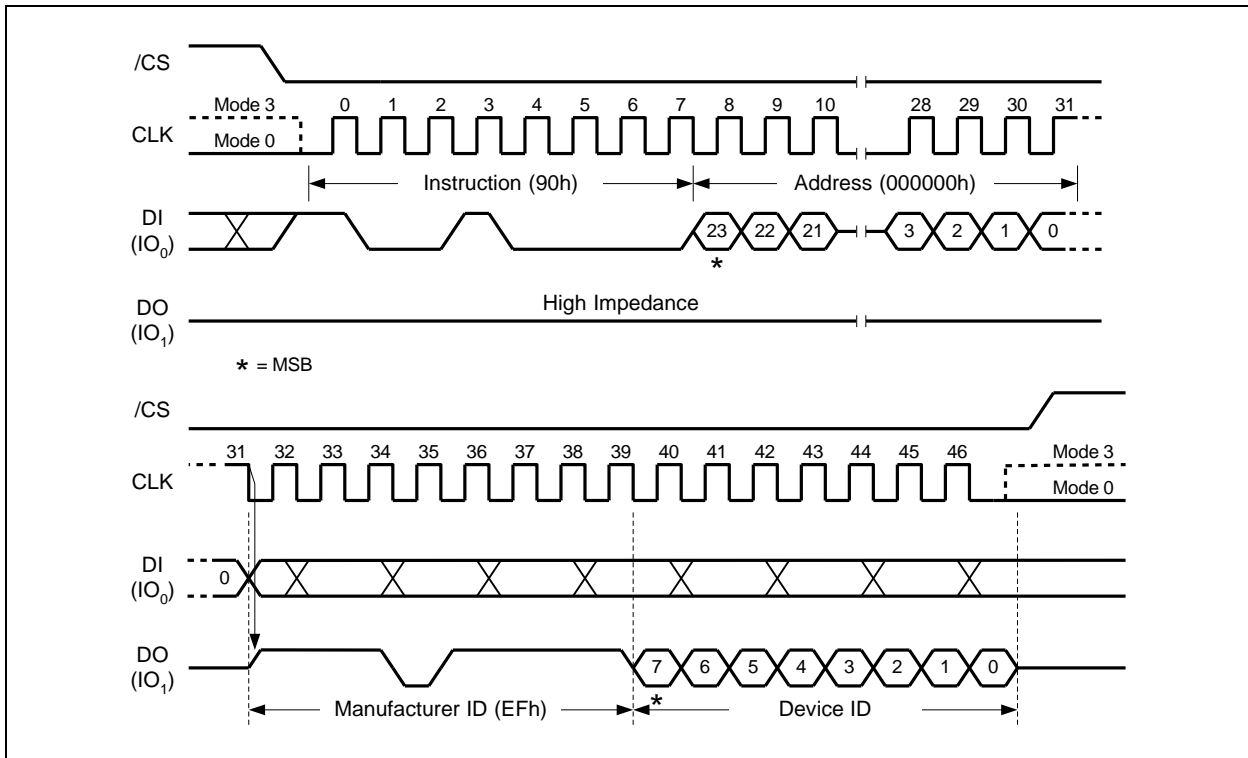 /CS
Mode 3 0 1 2 3 4 5 6 7 8 9 10 28 29 30 31
CLK
Mode 0
Instruction (90h) Address (000000h)
DI
(IO0) 23 22 21 3 2 1 0
*
High Impedance
DO
(IO1)
* = MSB
/CS
31 32 33 34 35 36 37 38 39 40 41 42 43 44 45 46 Mode 3
CLK
Mode 0
DI
0
(IO0)
DO
(IO1) 7 6 5 4 3 2 1 0
*
Manufacturer ID (EFh) Device ID